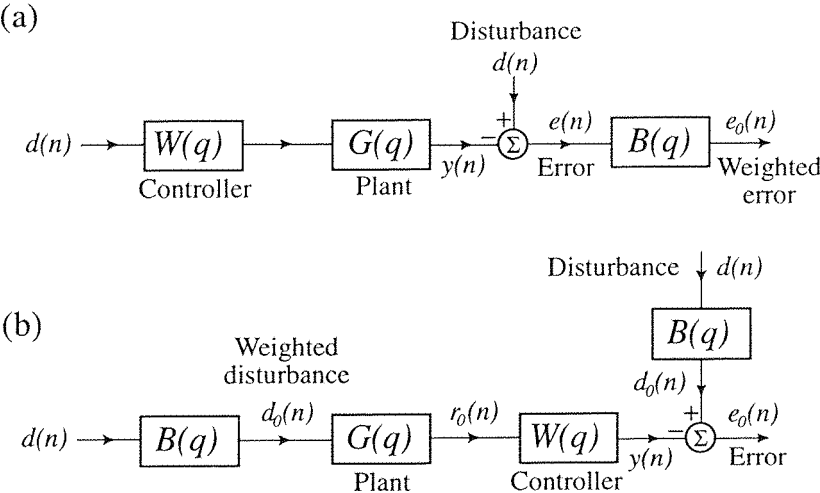 (a)
Disturbance
d(n)
d(n) W(q) G(q) + − Σ e(n) B(q) e₀(n)
Controller Plant y(n) Error Weighted
error
Disturbance d(n)
(b)
B(q)
Weighted
disturbance
d₀(n)
d(n) B(q) d₀(n) G(q) r₀(n) W(q) + − Σ e₀(n)
Plant Controller y(n) Error